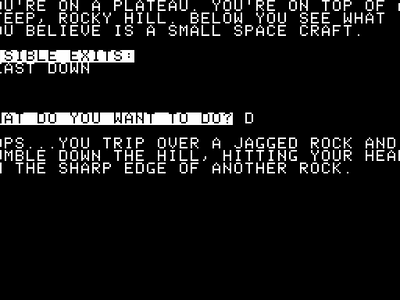 OU'RE ON A PLATEAU. YOU'RE ON TOP OF
TEEP, ROCKY HILL. BELOW YOU SEE WHAT
OU BELIEVE IS A SMALL SPACE CRAFT.
SIBLE EXITS:
EAST DOWN
HAT DO YOU WANT TO DO? D
OPS...YOU TRIP OVER A JAGGED ROCK AND
UMBLE DOWN THE HILL, HITTING YOUR HEA
N THE SHARP EDGE OF ANOTHER ROCK.